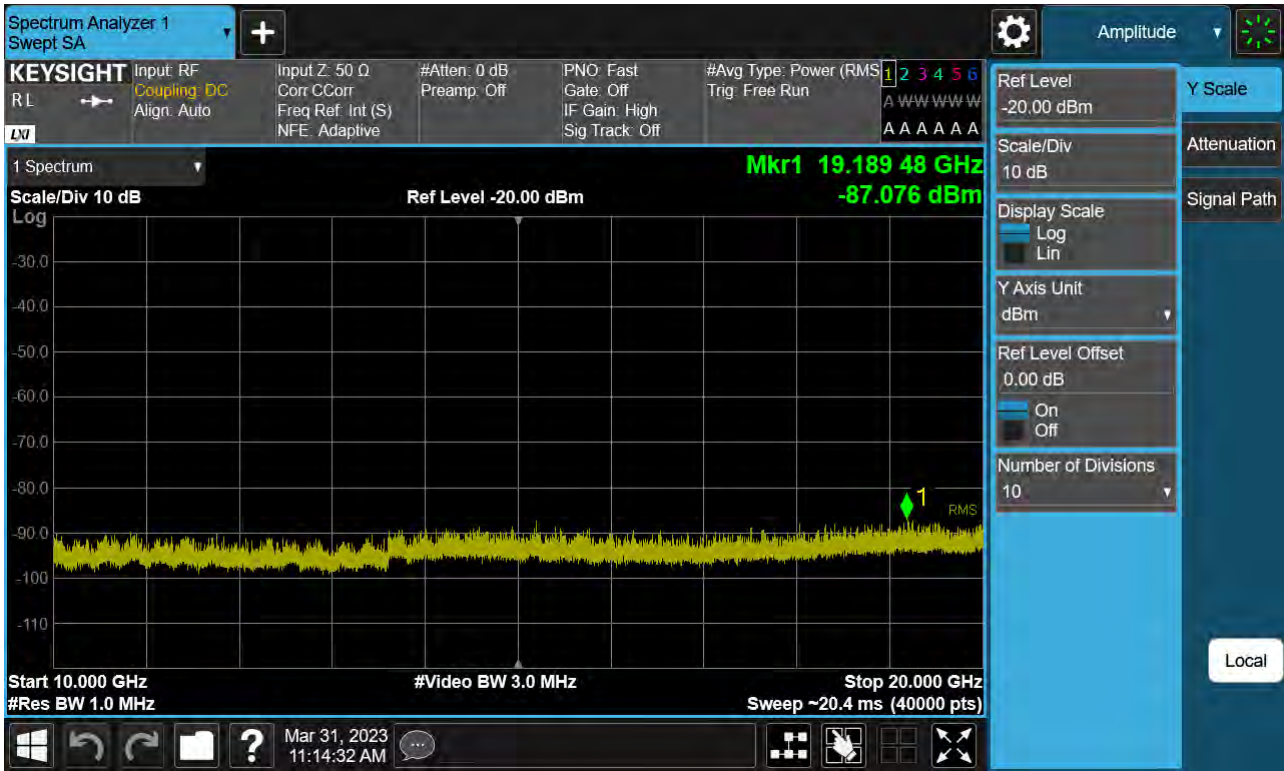 Spectrum Analyzer 1
Swept SA
+
Amplitude
KEYSIGHT
RL
LXI
Input: RF
Coupling: DC
Align: Auto
Input Z: 50 Ω
Corr CCorr
Freq Ref: Int (S)
NFE: Adaptive
#Atten: 0 dB
Preamp: Off
PNO: Fast
Gate: Off
IF Gain: High
Sig Track: Off
#Avg Type: Power (RMS
Trig: Free Run
1 2 3 4 5 6
A W W W W W
A A A A A A
1 Spectrum
Mkr1 19.189 48 GHz
Scale/Div 10 dB
Ref Level -20.00 dBm
-87.076 dBm
Log
-30.0
-40.0
-50.0
-60.0
-70.0
-80.0
-90.0
-100
-110
1
RMS
Start 10.000 GHz
#Video BW 3.0 MHz
Stop 20.000 GHz
#Res BW 1.0 MHz
Sweep ~20.4 ms (40000 pts)
Ref Level
-20.00 dBm
Scale/Div
10 dB
Display Scale
Log
Lin
Y Axis Unit
dBm
Ref Level Offset
0.00 dB
On
Off
Number of Divisions
10
Y Scale
Attenuation
Signal Path
Local
?
Mar 31, 2023
11:14:32 AM